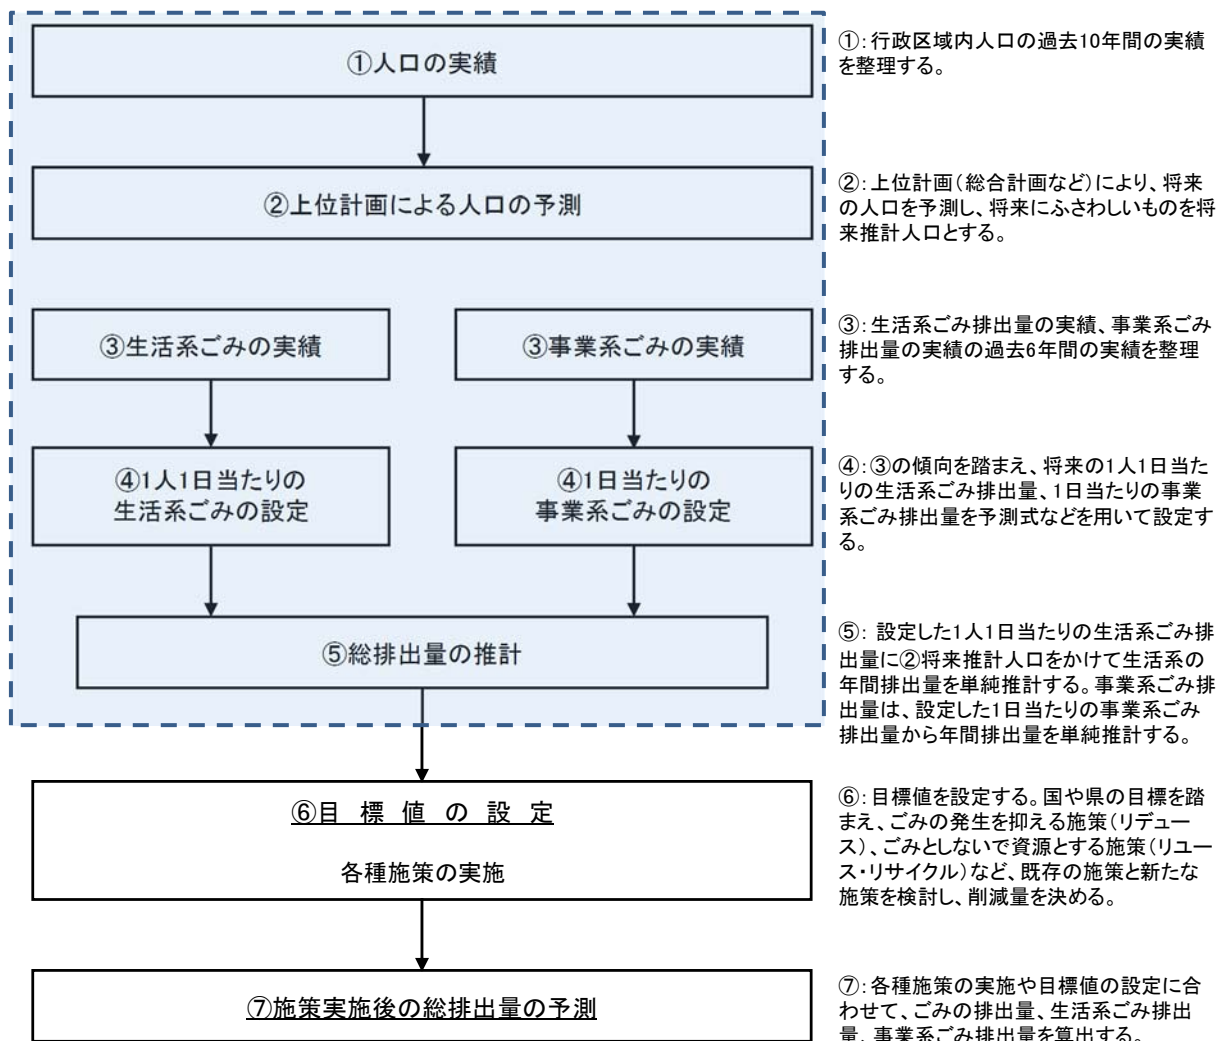 ①人口の実績
①:行政区域内人口の過去10年間の実績
を整理する。
②上位計画による人口の予測
②:上位計画(総合計画など)により、将来
の人口を予測し、将来にふさわしいものを将
来推計人口とする。
③生活系ごみの実績
③事業系ごみの実績
③:生活系ごみ排出量の実績、事業系ごみ
排出量の実績の過去6年間の実績を整理
する。
④1人1日当たりの
生活系ごみの設定
④1日当たりの
事業系ごみの設定
④:③の傾向を踏まえ、将来の1人1日当た
りの生活系ごみ排出量、1日当たりの事業
系ごみ排出量を予測式などを用いて設定す
る。
⑤総排出量の推計
⑤: 設定した1人1日当たりの生活系ごみ排
出量に②将来推計人口をかけて生活系の
年間排出量を単純推計する。事業系ごみ排
出量は、設定した1日当たりの事業系ごみ
排出量から年間排出量を単純推計する。
⑥目 標 値 の 設 定
各種施策の実施
⑥:目標値を設定する。国や県の目標を踏
まえ、ごみの発生を抑える施策(リデュー
ス)、ごみとしないで資源とする施策(リユー
ス・リサイクル)など、既存の施策と新たな
施策を検討し、削減量を決める。
⑦施策実施後の総排出量の予測
⑦:各種施策の実施や目標値の設定に合
わせて、ごみの排出量、生活系ごみ排出
量、事業系ごみ排出量を算出する。